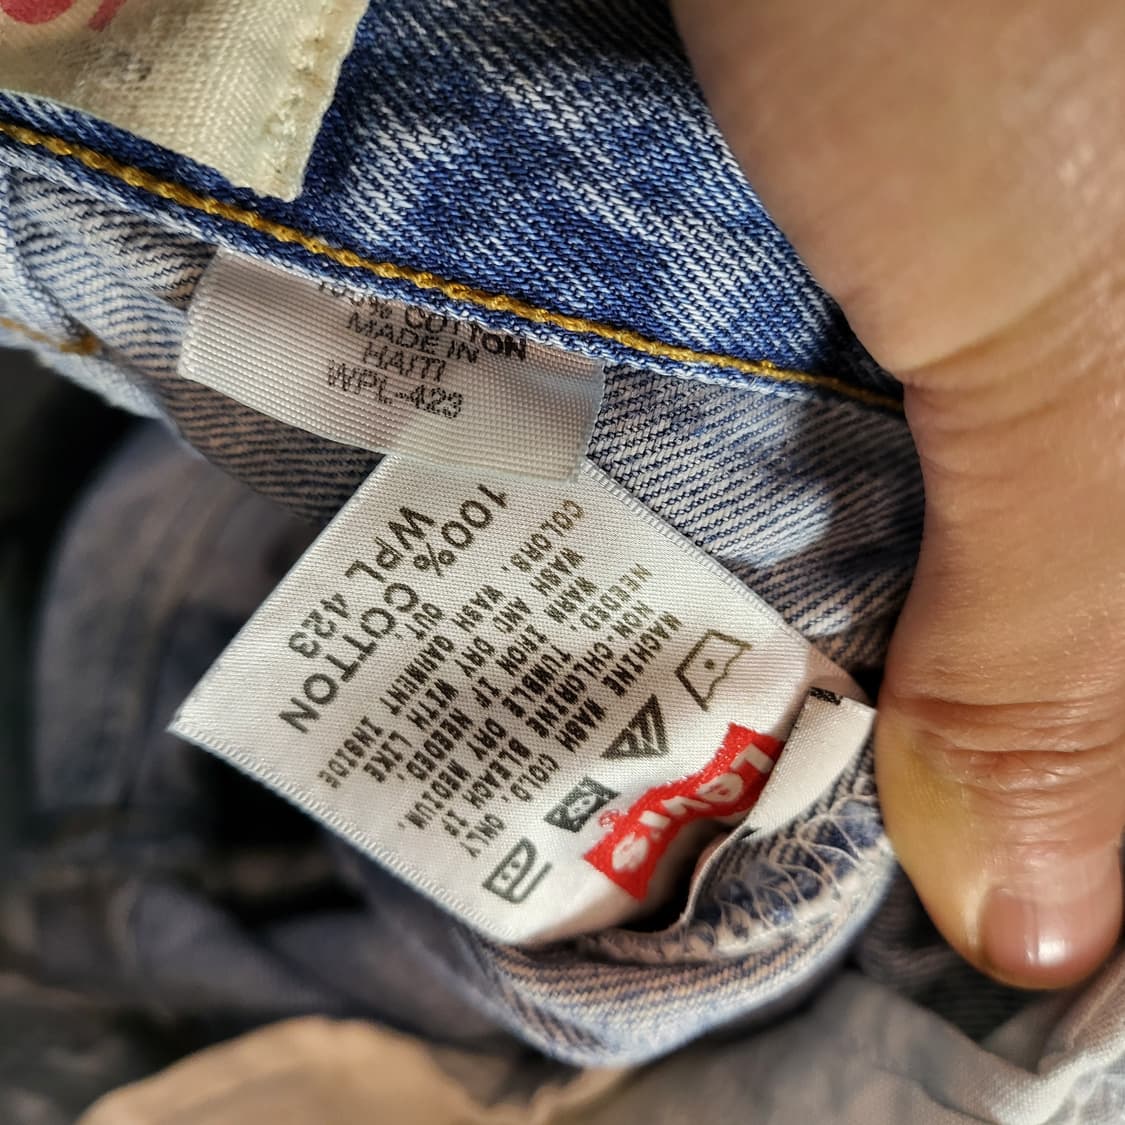 100% COTTON
MADE IN
HAITI
WPL-423
Levi's
MACHINE WASH COLD. ONLY
NON-CHLORINE BLEACH IF
NEEDED. TUMBLE DRY MEDIUM.
WARM IRON IF NEEDED.
WASH AND DRY WITH LIKE
COLORS. WASH GARMENT INSIDE
OUT.
100% COTTON
WPL 423